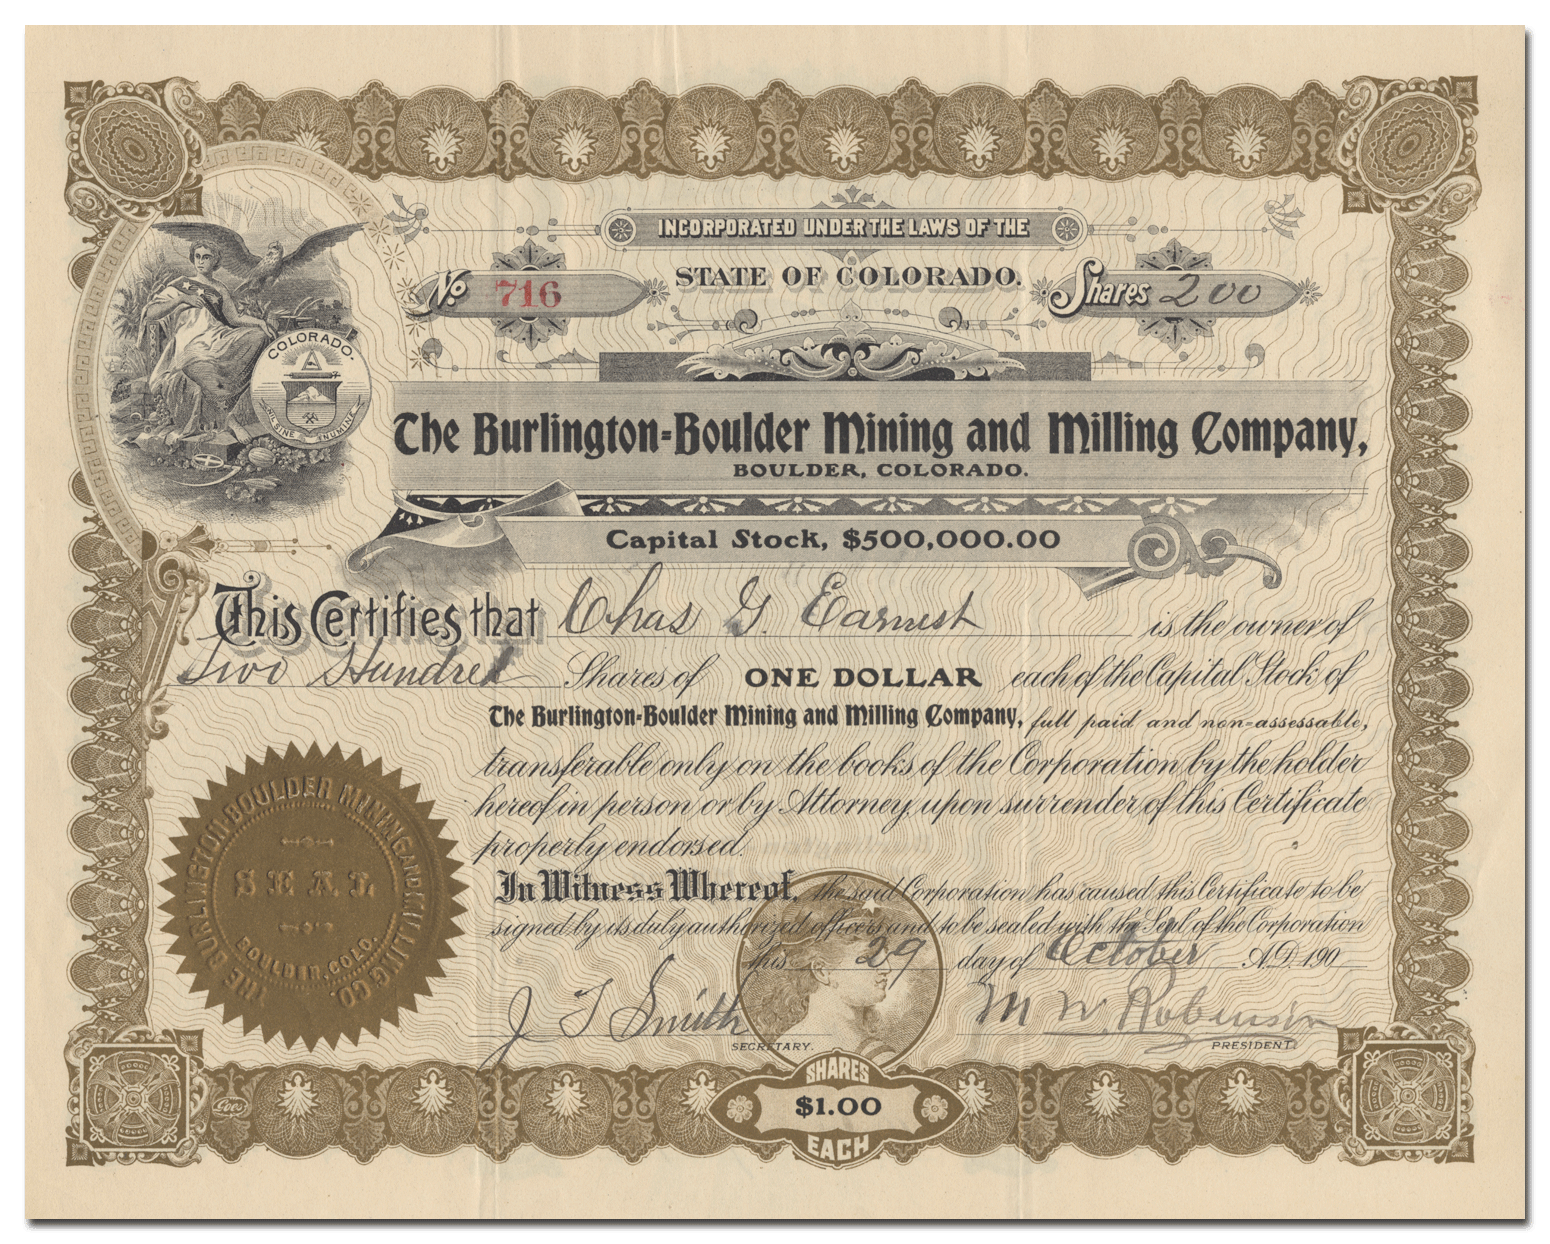 INCORPORATED UNDER THE LAWS OF THE
No. 716
STATE OF COLORADO.
Shares 200
COLORADO.
NIL SINE NUMINE
The Burlington-Boulder Mining and Milling Company,
BOULDER, COLORADO.
Capital Stock, $500,000.00
This Certifies that Chas G. Earnest is the owner of
Two Hundred Shares of ONE DOLLAR each of the Capital Stock of
The Burlington-Boulder Mining and Milling Company, full paid and non-assessable,
transferable only on the books of the Corporation by the holder
hereof in person or by Attorney, upon surrender of this Certificate
properly endorsed.
In Witness Whereof, the said Corporation has caused this Certificate to be
signed by its duly authorized officers and to be sealed with the Seal of the Corporation
this 29 day of October A.D. 190
J T Smith
SECRETARY.
M W Robinson
PRESIDENT.
THE BURLINGTON-BOULDER MINING AND MILLING CO.
SEAL
BOULDER, COLO.
SHARES
$1.00
EACH